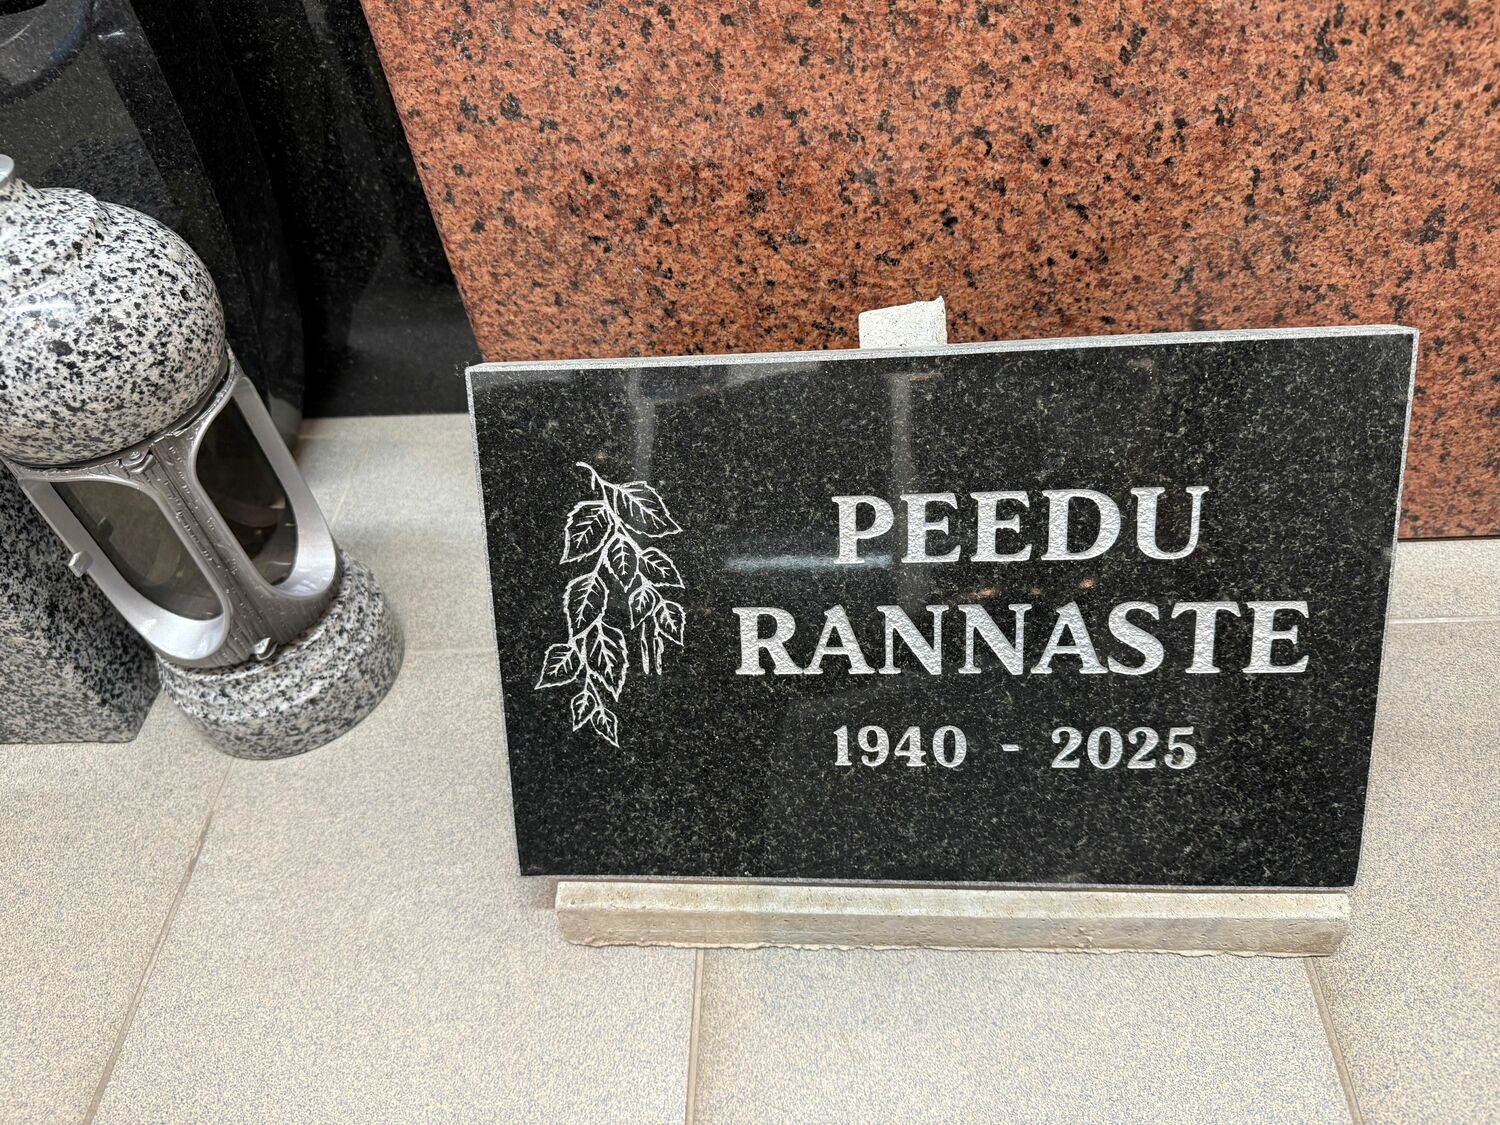 PEEDU
RANNASTE
1940 - 2025